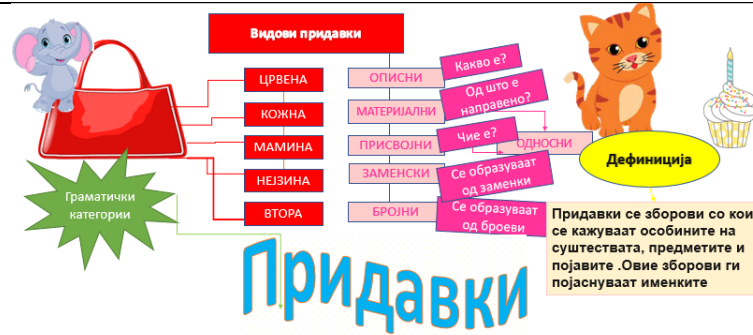 Видови придавки
ЦРВЕНА
КОЖНА
МАМИНА
НЕЈЗИНА
ВТОРА
ОПИСНИ
МАТЕРИЈАЛНИ
ПРИСВОЈНИ
ЗАМЕНСКИ
БРОЈНИ
Какво е?
Од што е
направено?
Чие е?
ОДНОСНИ
Се образуваат
од заменки
Се образуваат
од броеви
Граматички
категории
Дефиниција
Придавки се зборови со кои
се кажуваат особините на
суштествата, предметите и
појавите .Овие зборови ги
појаснуваат именките
Придавки